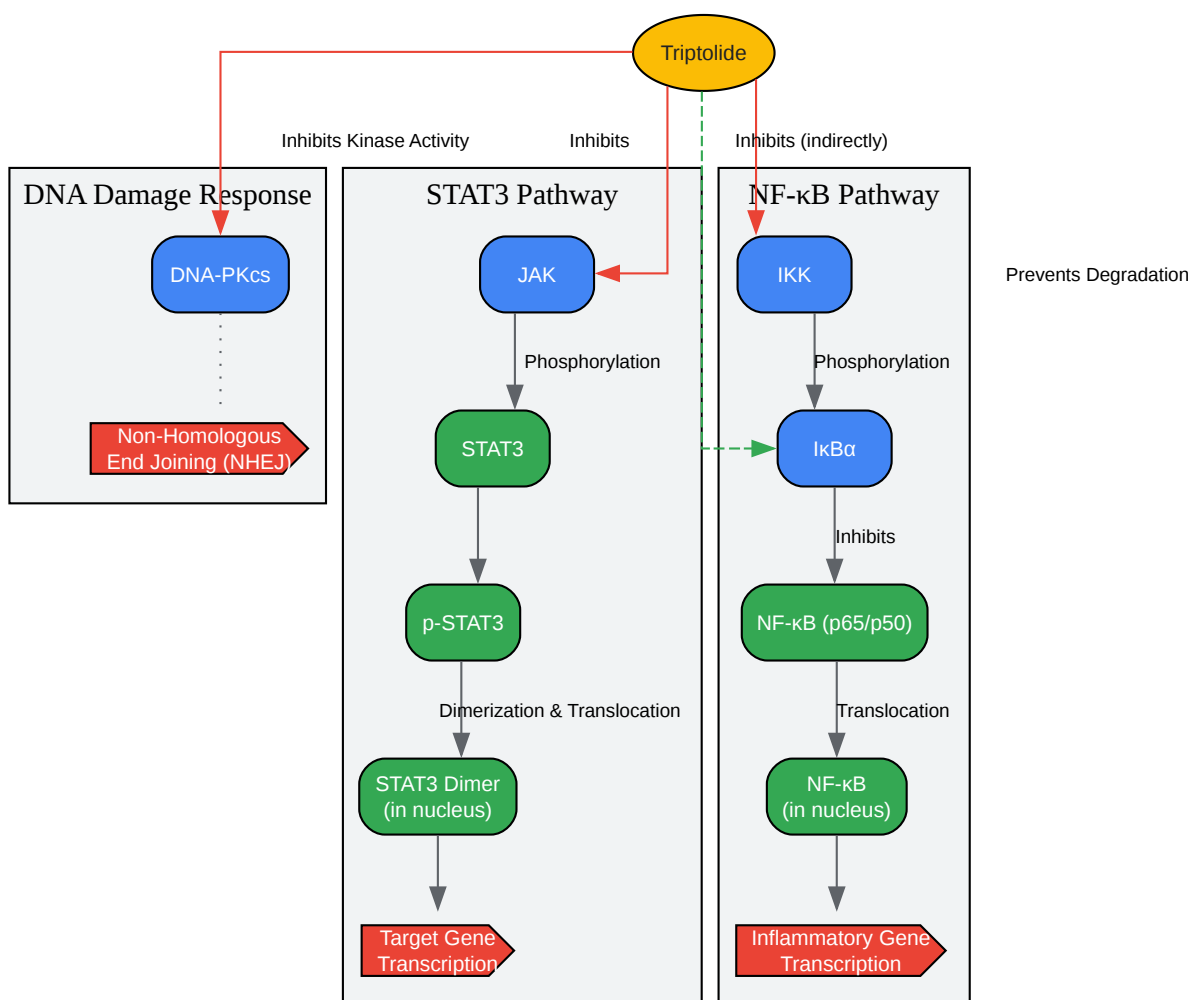 Triptolide
Inhibits Kinase Activity
Inhibits
Inhibits (indirectly)
DNA Damage Response
STAT3 Pathway
NF-κB Pathway
DNA-PKcs
JAK
IKK
Prevents Degradation
Phosphorylation
Phosphorylation
Non-Homologous
End Joining (NHEJ)
STAT3
IκBα
Inhibits
p-STAT3
NF-κB (p65/p50)
Dimerization & Translocation
Translocation
STAT3 Dimer
(in nucleus)
NF-κB
(in nucleus)
Target Gene
Transcription
Inflammatory Gene
Transcription